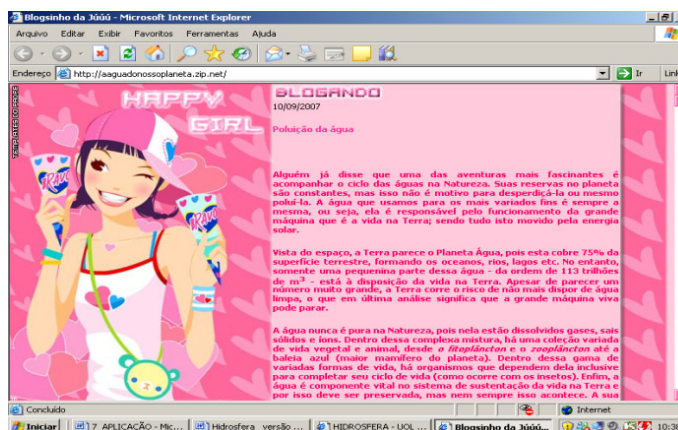 Blogsinho da Júúú - Microsoft Internet Explorer
Arquivo Editar Exibir Favoritos Ferramentas Ajuda
Endereço http://aaguadonossoplaneta.zip.net/ Ir Link
HAPPY
GIRL
BRAVO
BRAVO
BLOGANDO
10/09/2007
Poluição da água
Alguém já disse que uma das aventuras mais fascinantes é
acompanhar o ciclo das águas na Natureza. Suas reservas no planeta
são constantes, mas isso não é motivo para desperdiçá-la ou mesmo
poluí-la. A água que usamos para os mais variados fins é sempre a
mesma, ou seja, ela é responsável pelo funcionamento da grande
máquina que é a vida na Terra; sendo tudo isto movido pela energia
solar.
Vista do espaço, a Terra parece o Planeta Água, pois esta cobre 75% da
superfície terrestre, formando os oceanos, rios, lagos etc. No entanto,
somente uma pequenina parte dessa água - da ordem de 113 trilhões
de m³ - está à disposição da vida na Terra. Apesar de parecer um
número muito grande, a Terra corre o risco de não mais dispor de água
limpa, o que em última análise significa que a grande máquina viva
pode parar.
A água nunca é pura na Natureza, pois nela estão dissolvidos gases, sais
sólidos e íons. Dentro dessa complexa mistura, há uma coleção variada
de vida vegetal e animal, desde o fitoplâncton e o zooplâncton até a
baleia azul (maior mamífero do planeta). Dentro dessa gama de
variadas formas de vida, há organismos que dependem dela inclusive
para completar seu ciclo de vida (como ocorre com os insetos). Enfim, a
água é componente vital no sistema de sustentação da vida na Terra e
por isso deve ser preservada, mas nem sempre isso acontece. A sua
Concluído Internet
Iniciar 7_APLICAÇÃO - Mic... Hidrosfera_versão ... HIDROSFERA - UOL ... Blogsinho da Júúú... 10:38